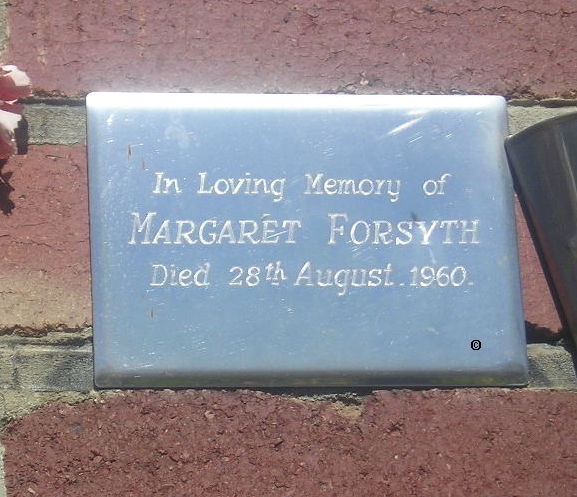 In Loving Memory of
MARGARET FORSYTH
Died 28th August.1960.
©